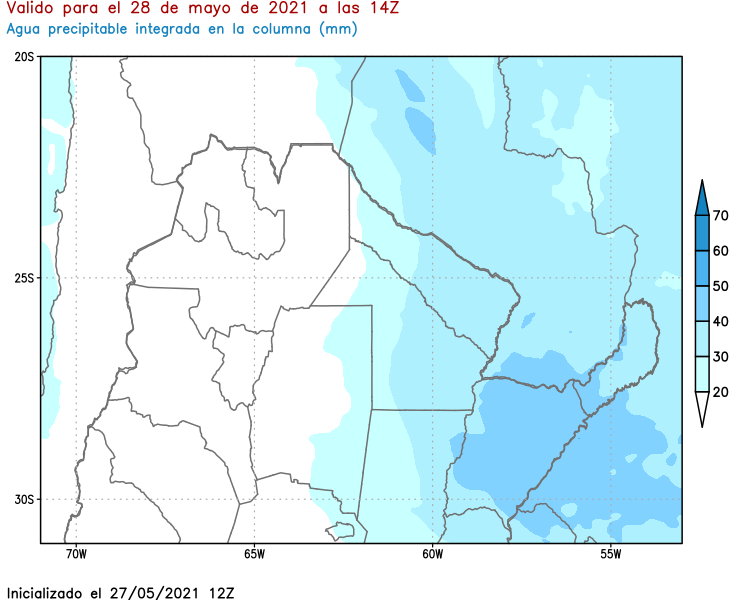 Valido para el 28 de mayo de 2021 a las 14Z
Agua precipitable integrada en la columna (mm)
20S
25S
30S
70W
65W
60W
55W
70
60
50
40
30
20
Inicializado el 27/05/2021 12Z